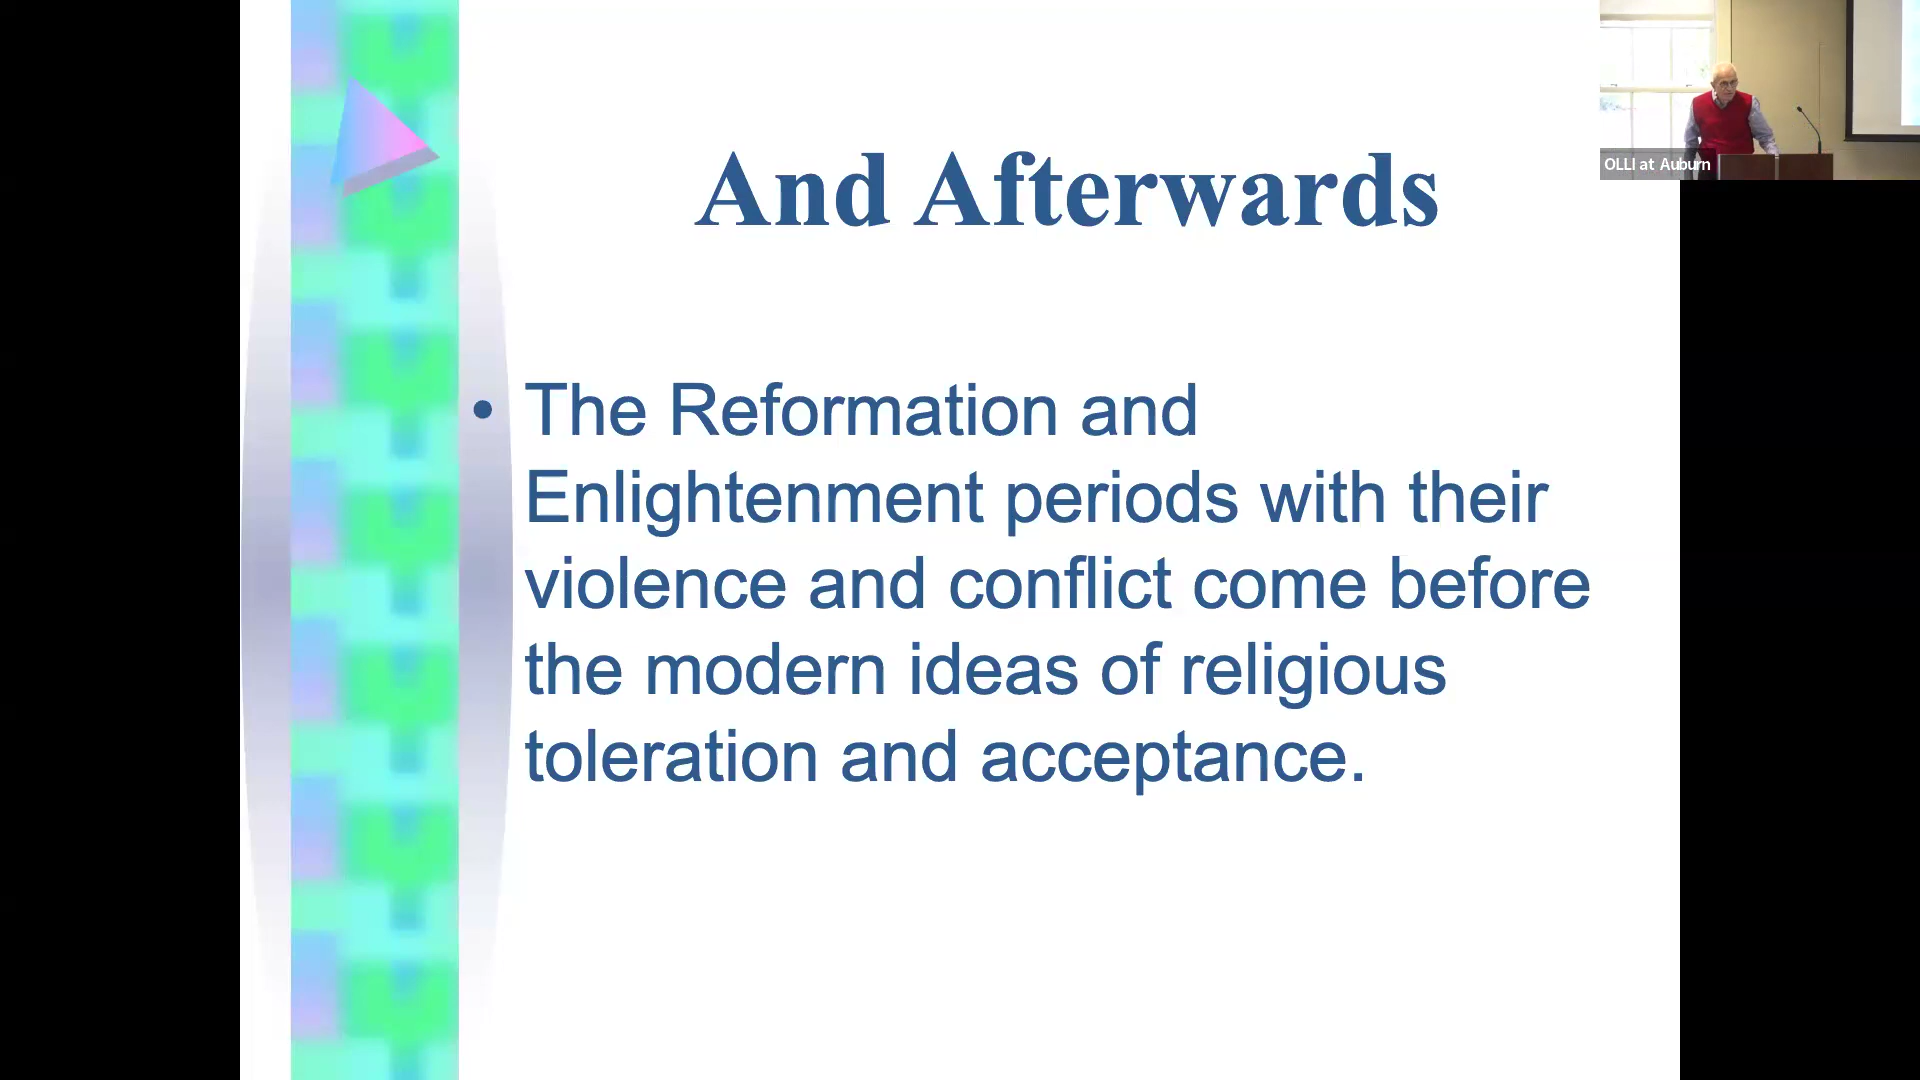 And Afterwards
• The Reformation and
Enlightenment periods with their
violence and conflict come before
the modern ideas of religious
toleration and acceptance.
OLLI at Auburn